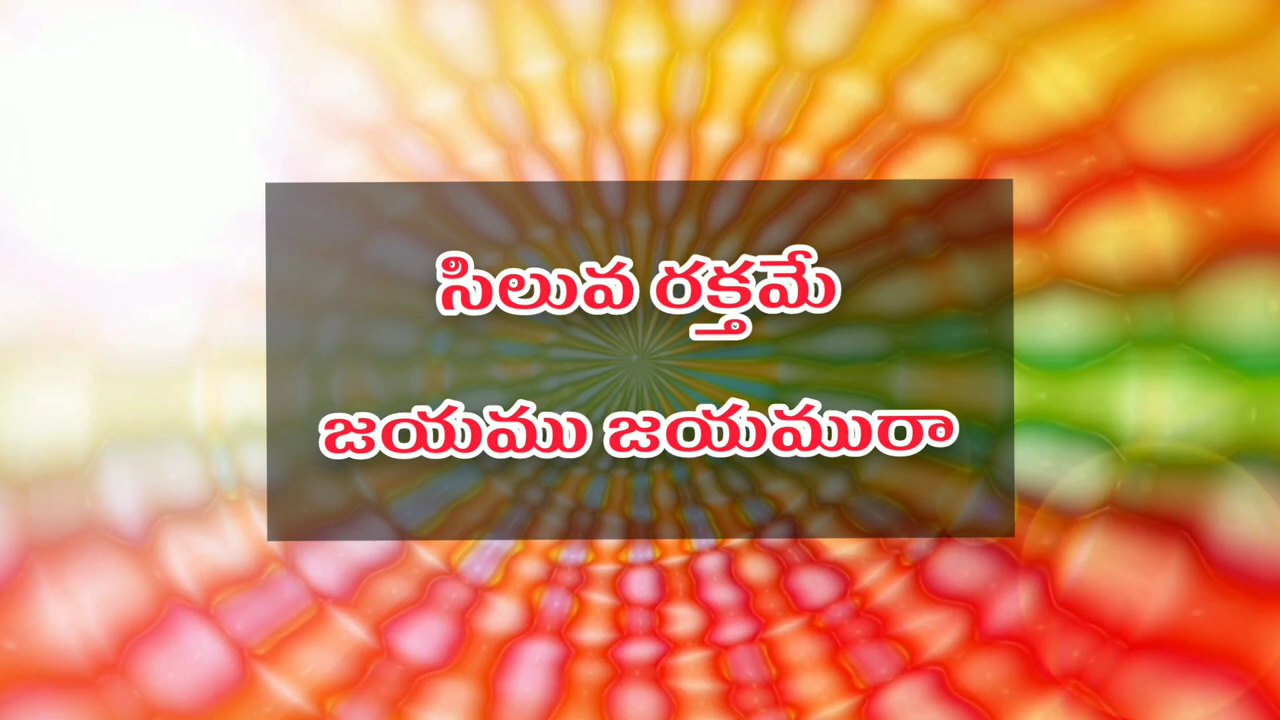 సిలువ రక్తమే
జయము జయమురా